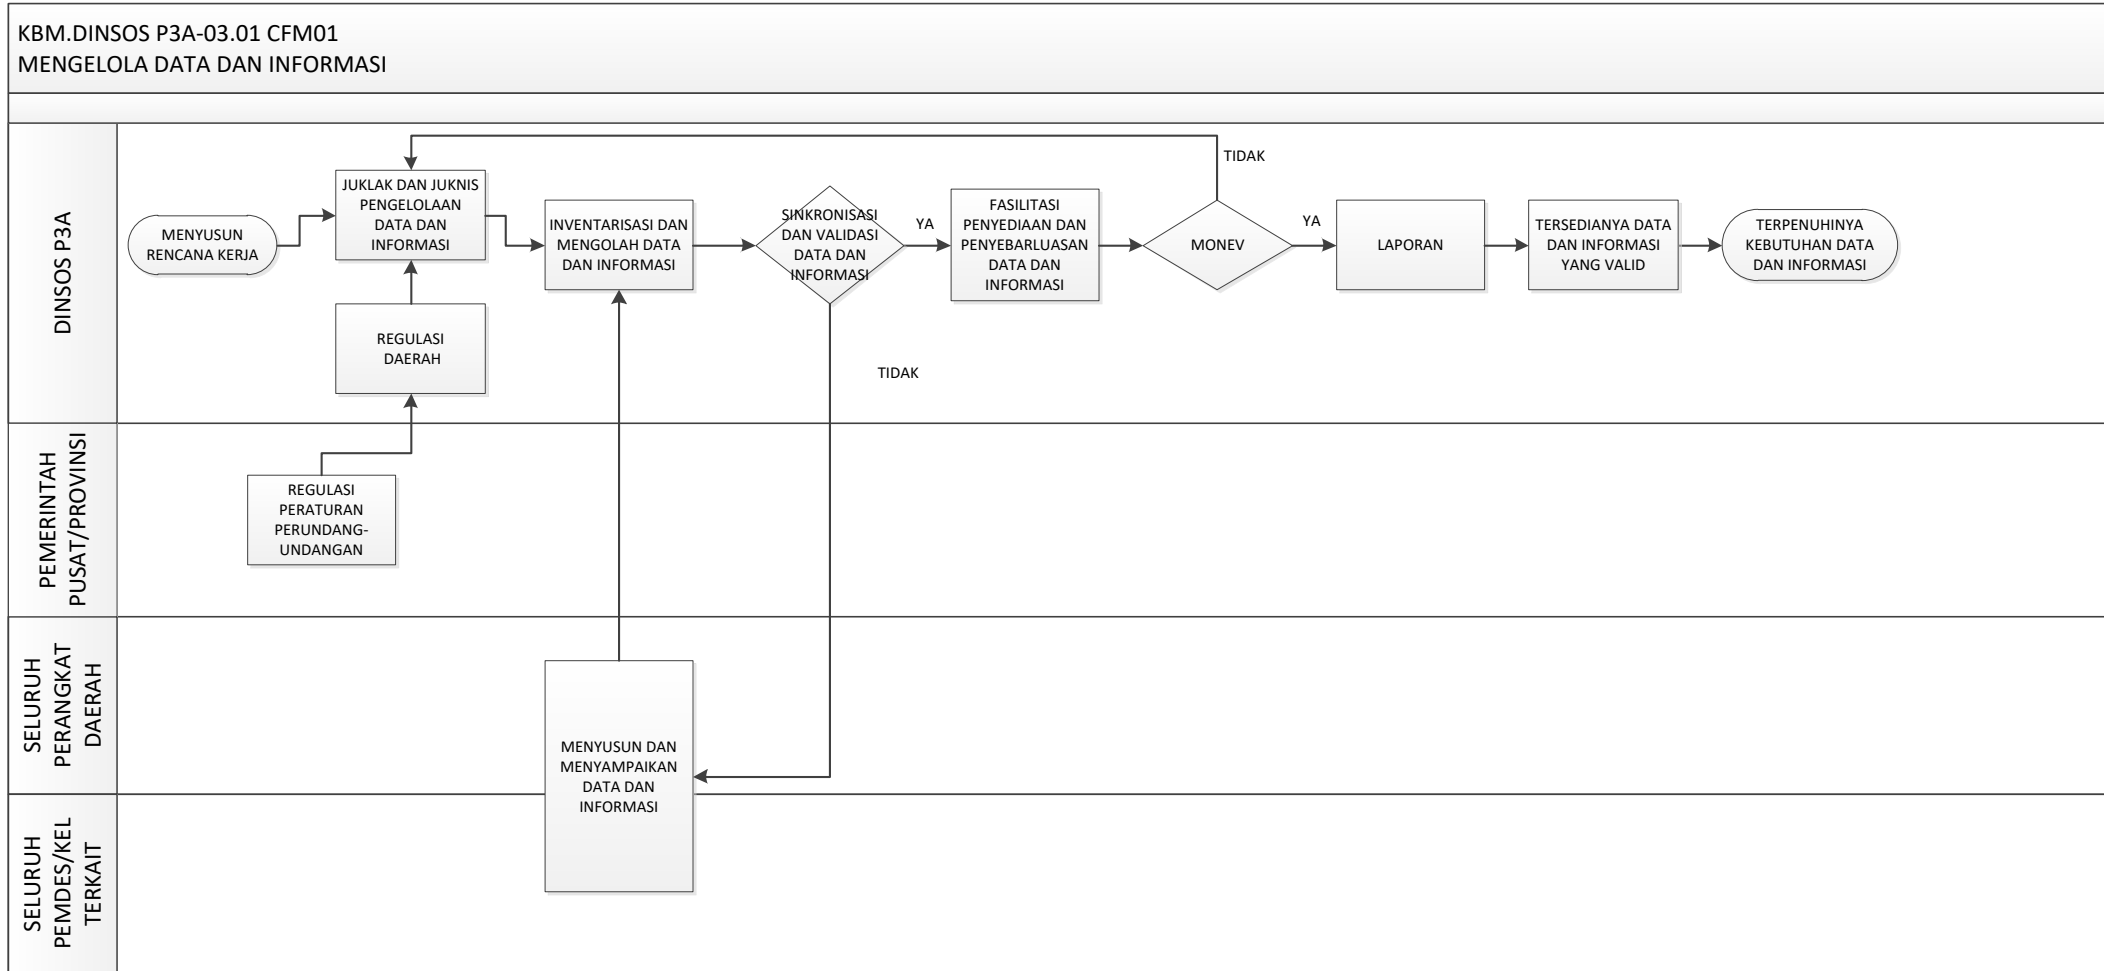 KBM.DINSOS P3A-03.01 CFM01
MENGELOLA DATA DAN INFORMASI
DINSOS P3A
MENYUSUN
RENCANA KERJA
JUKLAK DAN JUKNIS
PENGELOLAAN
DATA DAN
INFORMASI
REGULASI
DAERAH
INVENTARISASI DAN
MENGOLAH DATA
DAN INFORMASI
SINKRONISASI
DAN VALIDASI
DATA DAN
INFORMASI
YA
TIDAK
FASILITASI
PENYEDIAAN DAN
PENYEBARLUASAN
DATA DAN
INFORMASI
MONEV
TIDAK
YA
LAPORAN
TERSEDIANYA DATA
DAN INFORMASI
YANG VALID
TERPENUHINYA
KEBUTUHAN DATA
DAN INFORMASI
PEMERINTAH
PUSAT/PROVINSI
REGULASI
PERATURAN
PERUNDANG-
UNDANGAN
SELURUH
PERANGKAT
DAERAH
MENYUSUN DAN
MENYAMPAIKAN
DATA DAN
INFORMASI
SELURUH
PEMDES/KEL
TERKAIT